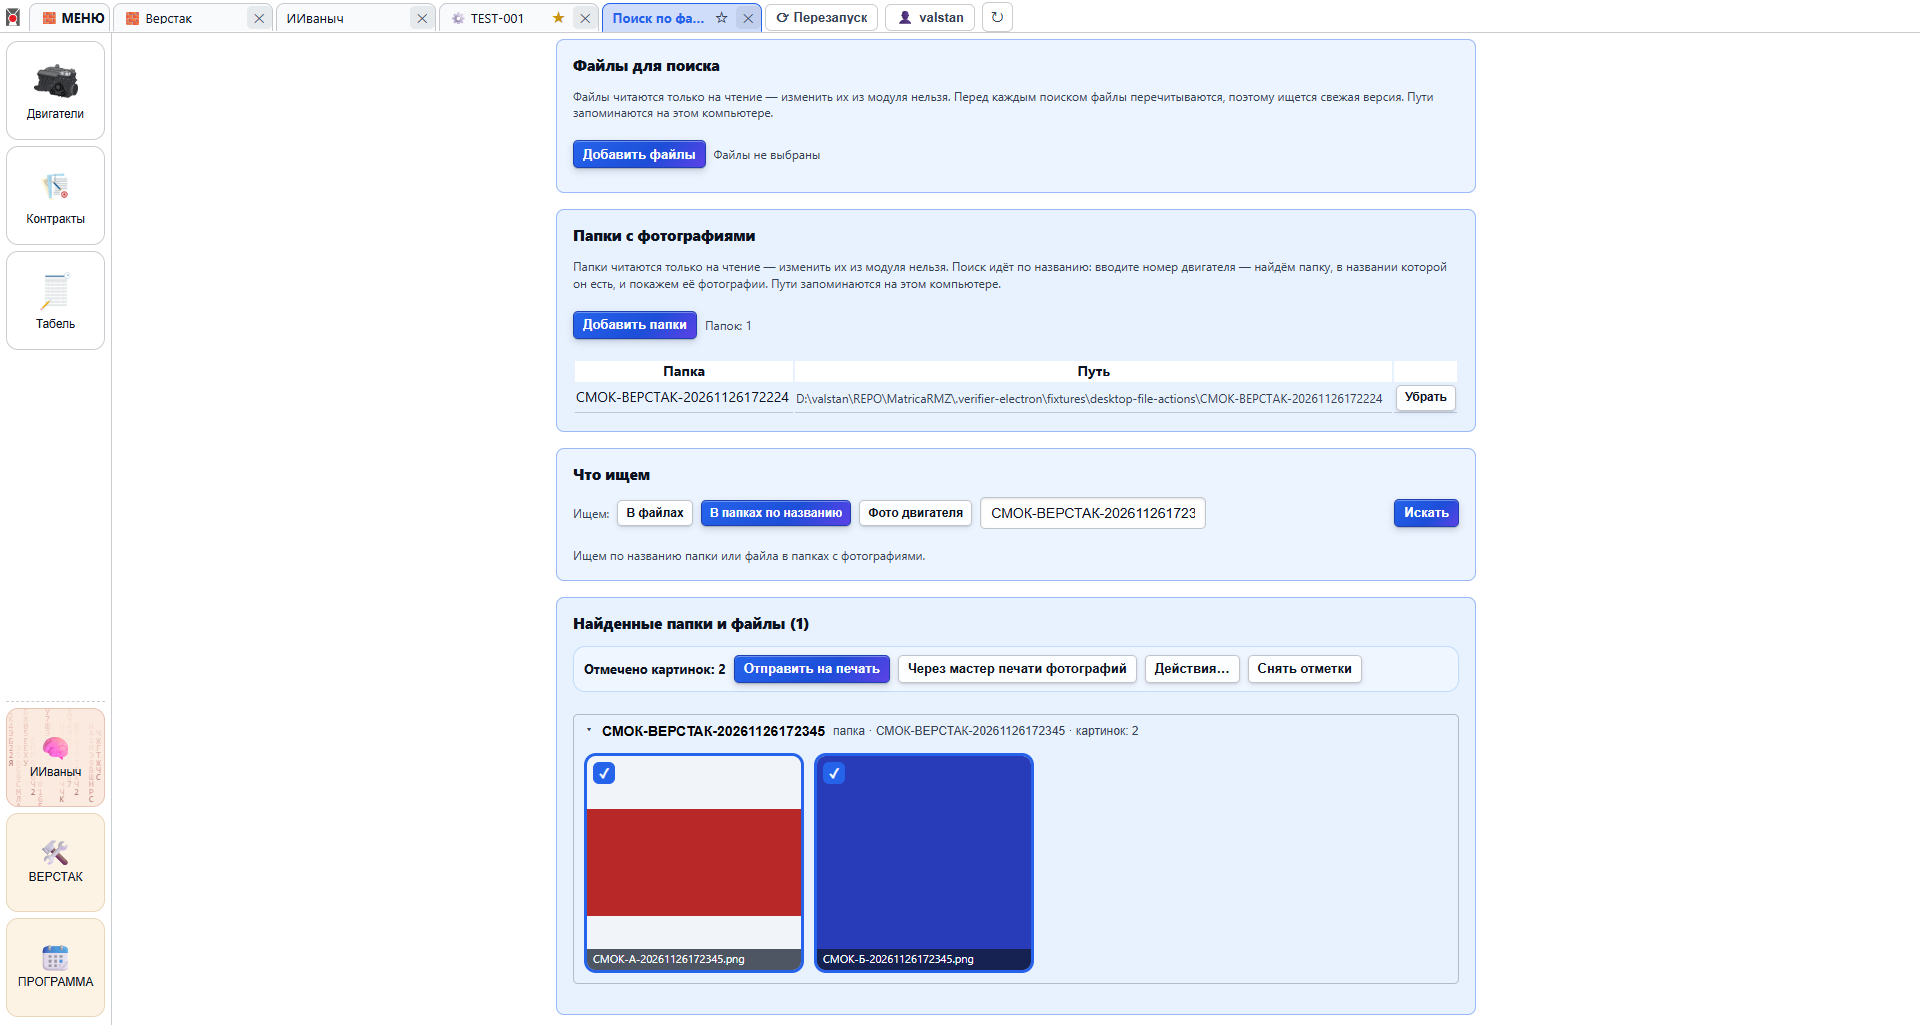 МЕНЮ
Верстак
ИИваныч
TEST-001
Поиск по фа...
Перезапуск
valstan
Двигатели
Контракты
Табель
ИИваныч
ВЕРСТАК
ПРОГРАММА
Файлы для поиска
Файлы читаются только на чтение — изменить их из модуля нельзя. Перед каждым поиском файлы перечитываются, поэтому ищется свежая версия. Пути
запоминаются на этом компьютере.
Добавить файлы
Файлы не выбраны
Папки с фотографиями
Папки читаются только на чтение — изменить их из модуля нельзя. Поиск идёт по названию: вводите номер двигателя — найдём папку, в названии которой
он есть, и покажем её фотографии. Пути запоминаются на этом компьютере.
Добавить папки
Папок: 1
Папка
Путь
СМОК-ВЕРСТАК-20261126172224
D:\valstan\REPO\MatricaRMZ\.verifier-electron\fixtures\desktop-file-actions\СМОК-ВЕРСТАК-20261126172224
Убрать
Что ищем
Ищем:
В файлах
В папках по названию
Фото двигателя
СМОК-ВЕРСТАК-202611261723
Искать
Ищем по названию папки или файла в папках с фотографиями.
Найденные папки и файлы (1)
Отмечено картинок: 2
Отправить на печать
Через мастер печати фотографий
Действия...
Снять отметки
СМОК-ВЕРСТАК-20261126172345
папка · СМОК-ВЕРСТАК-20261126172345 · картинок: 2
СМОК-А-20261126172345.png
СМОК-Б-20261126172345.png